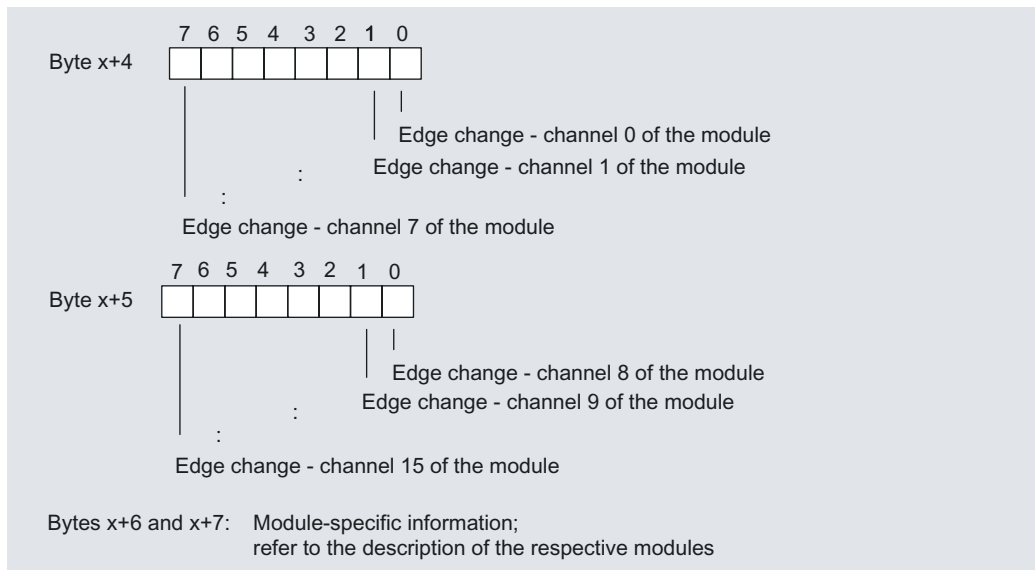 7 6 5 4 3 2 1 0
Byte x+4
Edge change - channel 0 of the module
Edge change - channel 1 of the module
:
:
Edge change - channel 7 of the module
7 6 5 4 3 2 1 0
Byte x+5
Edge change - channel 8 of the module
Edge change - channel 9 of the module
:
:
Edge change - channel 15 of the module
Bytes x+6 and x+7: Module-specific information;
refer to the description of the respective modules